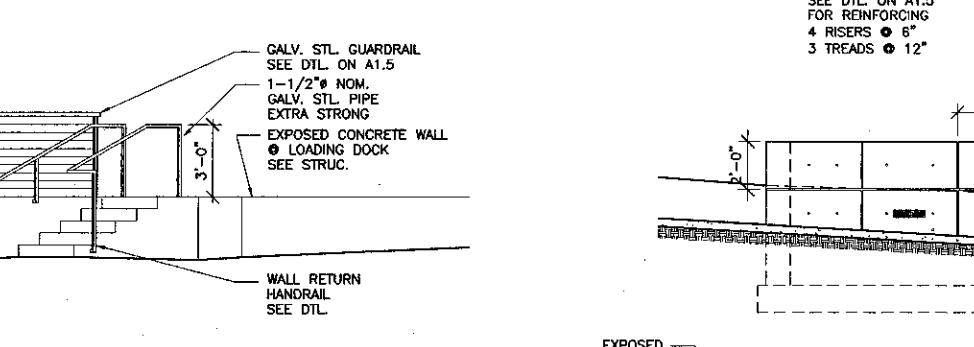 GALV. STL. GUARDRAIL
SEE DTL. ON A1.5
1-1/2"ø NOM.
GALV. STL. PIPE
EXTRA STRONG
EXPOSED CONCRETE WALL
@ LOADING DOCK
SEE STRUC.
3'-0"
WALL RETURN
HANDRAIL
SEE DTL.
SEE DTL. ON A1.5
FOR REINFORCING
4 RISERS @ 6"
3 TREADS @ 12"
2'-0"
EXPOSED